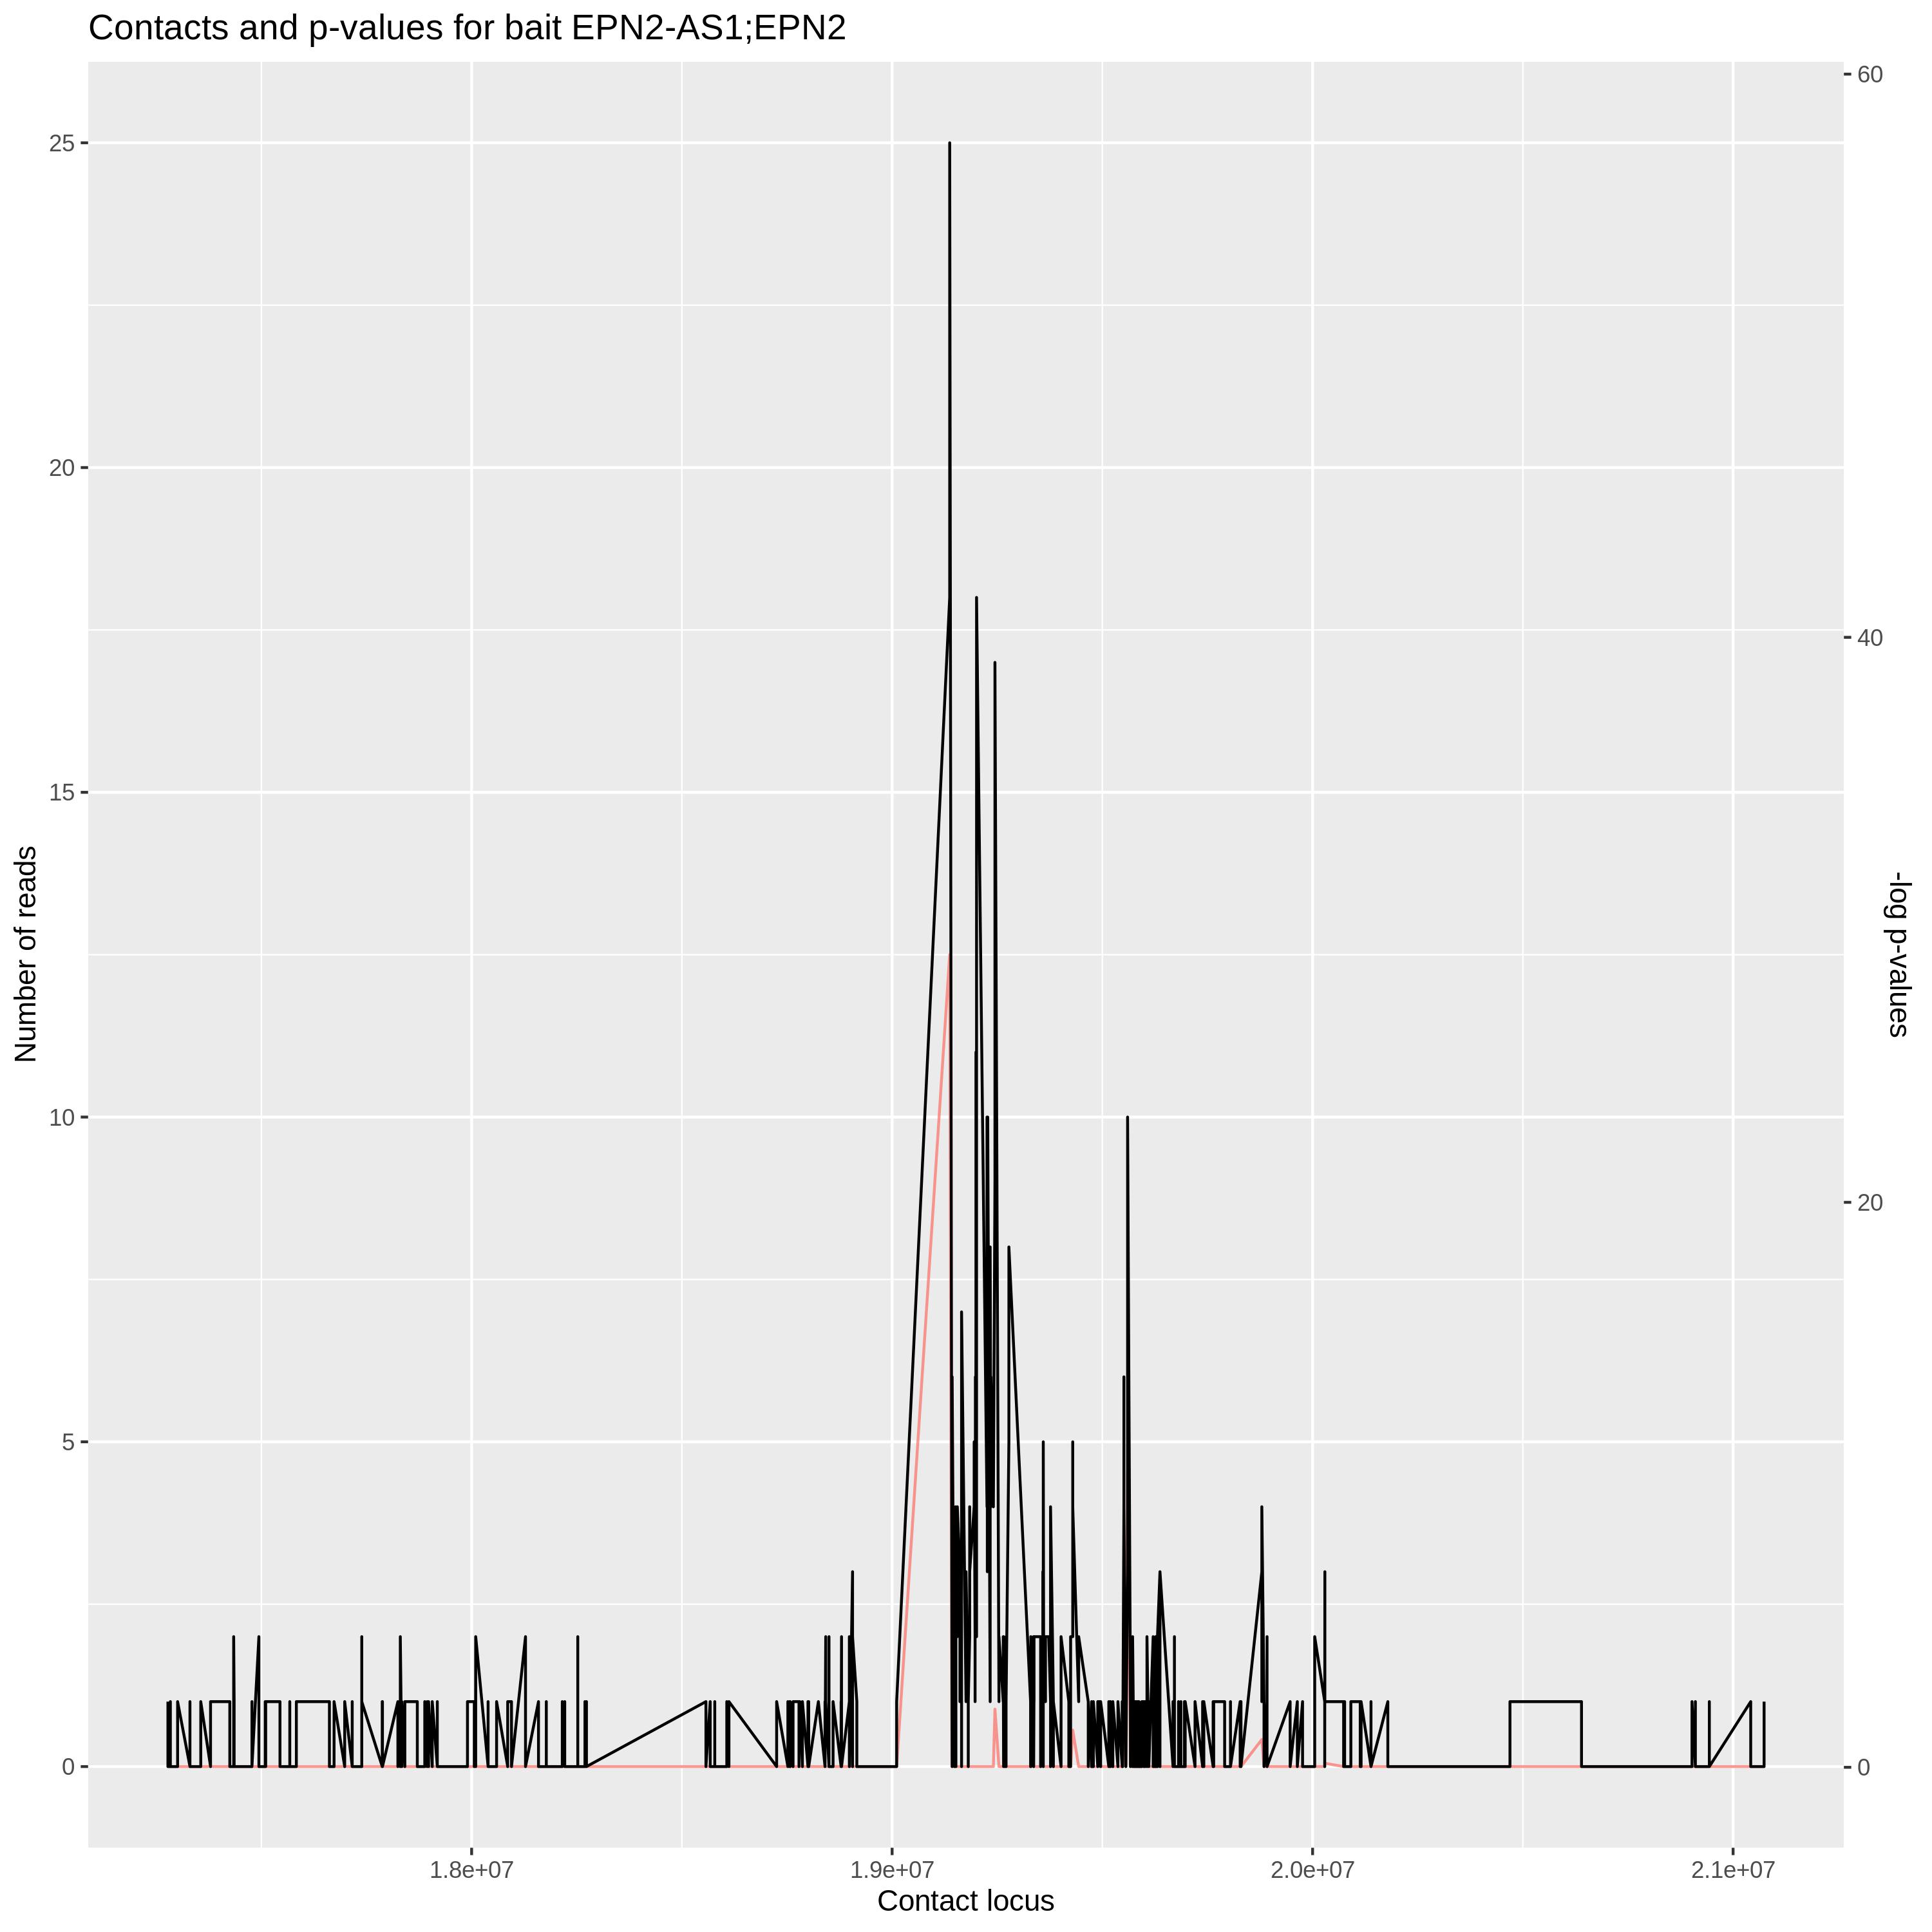 Contacts and p-values for bait EPN2-AS1;EPN2
Number of reads
25
20
15
10
5
0
60
40
20
0
-log p-values
1.8e+07 1.9e+07 2.0e+07 2.1e+07
Contact locus